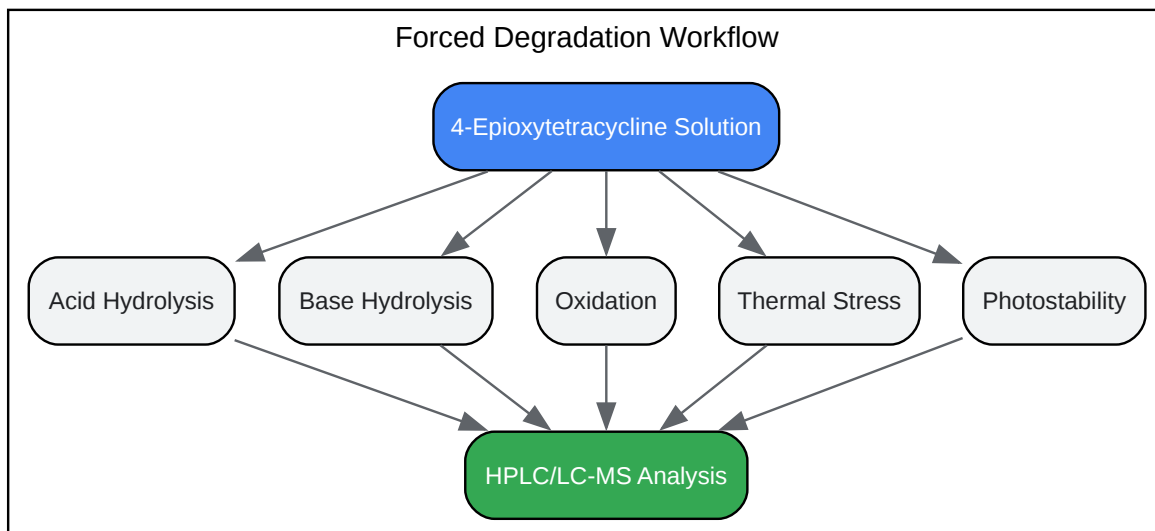 Forced Degradation Workflow
4-Epioxytetracycline Solution
Acid Hydrolysis
Base Hydrolysis
Oxidation
Thermal Stress
Photostability
HPLC/LC-MS Analysis